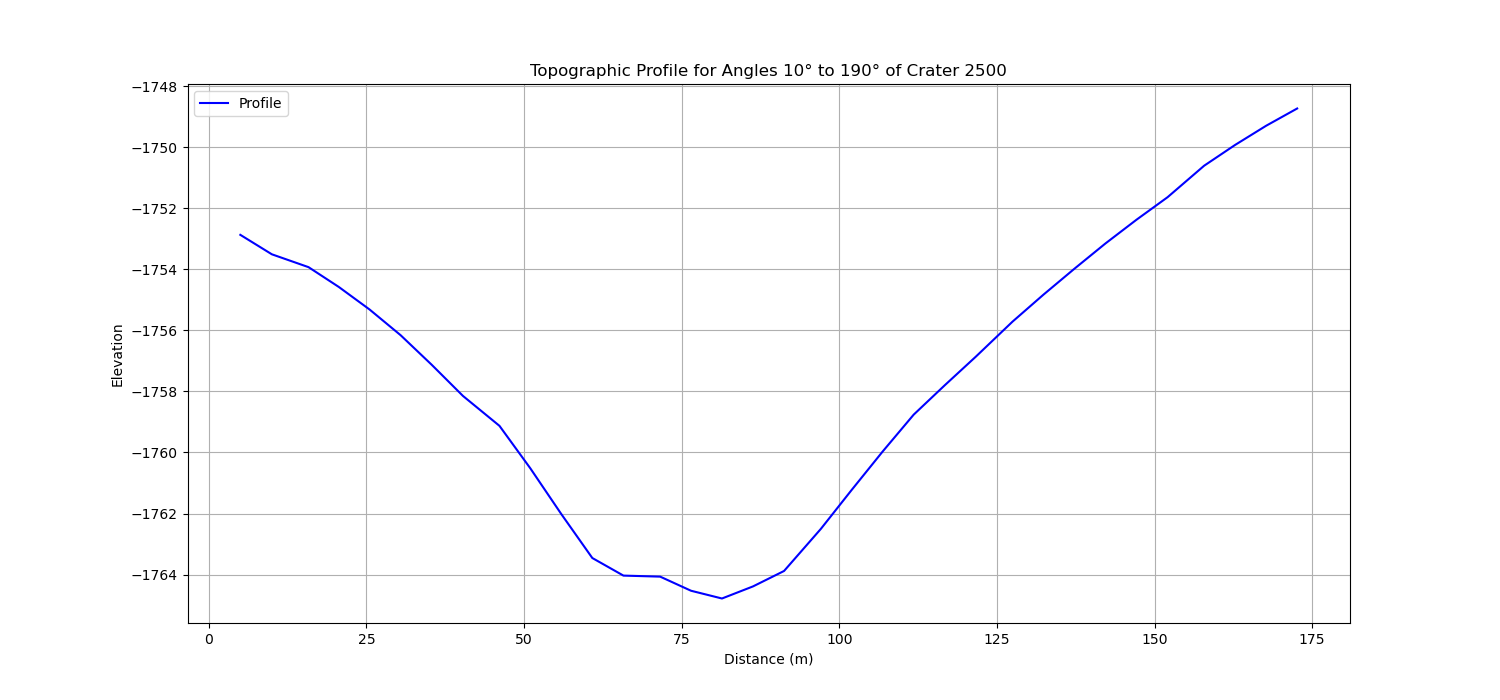 Topographic Profile for Angles 10° to 190° of Crater 2500
Profile
−1748
−1750
−1752
−1754
−1756
−1758
−1760
−1762
−1764
Elevation
0 25 50 75 100 125 150 175
Distance (m)